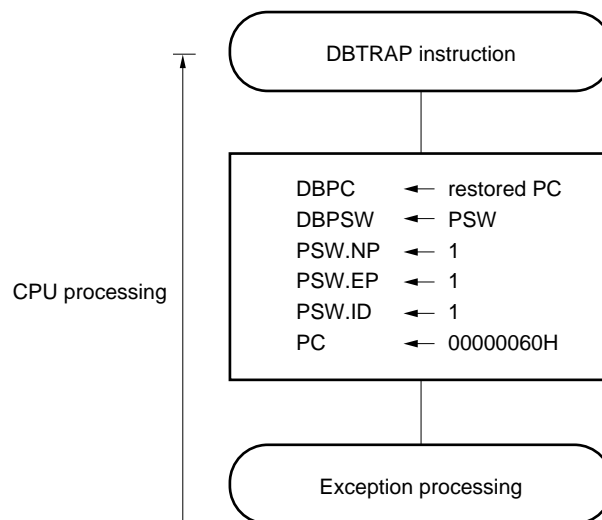 DBTRAP instruction
DBPC ← restored PC
DBPSW ← PSW
PSW.NP ← 1
PSW.EP ← 1
PSW.ID ← 1
PC ← 00000060H
CPU processing
Exception processing